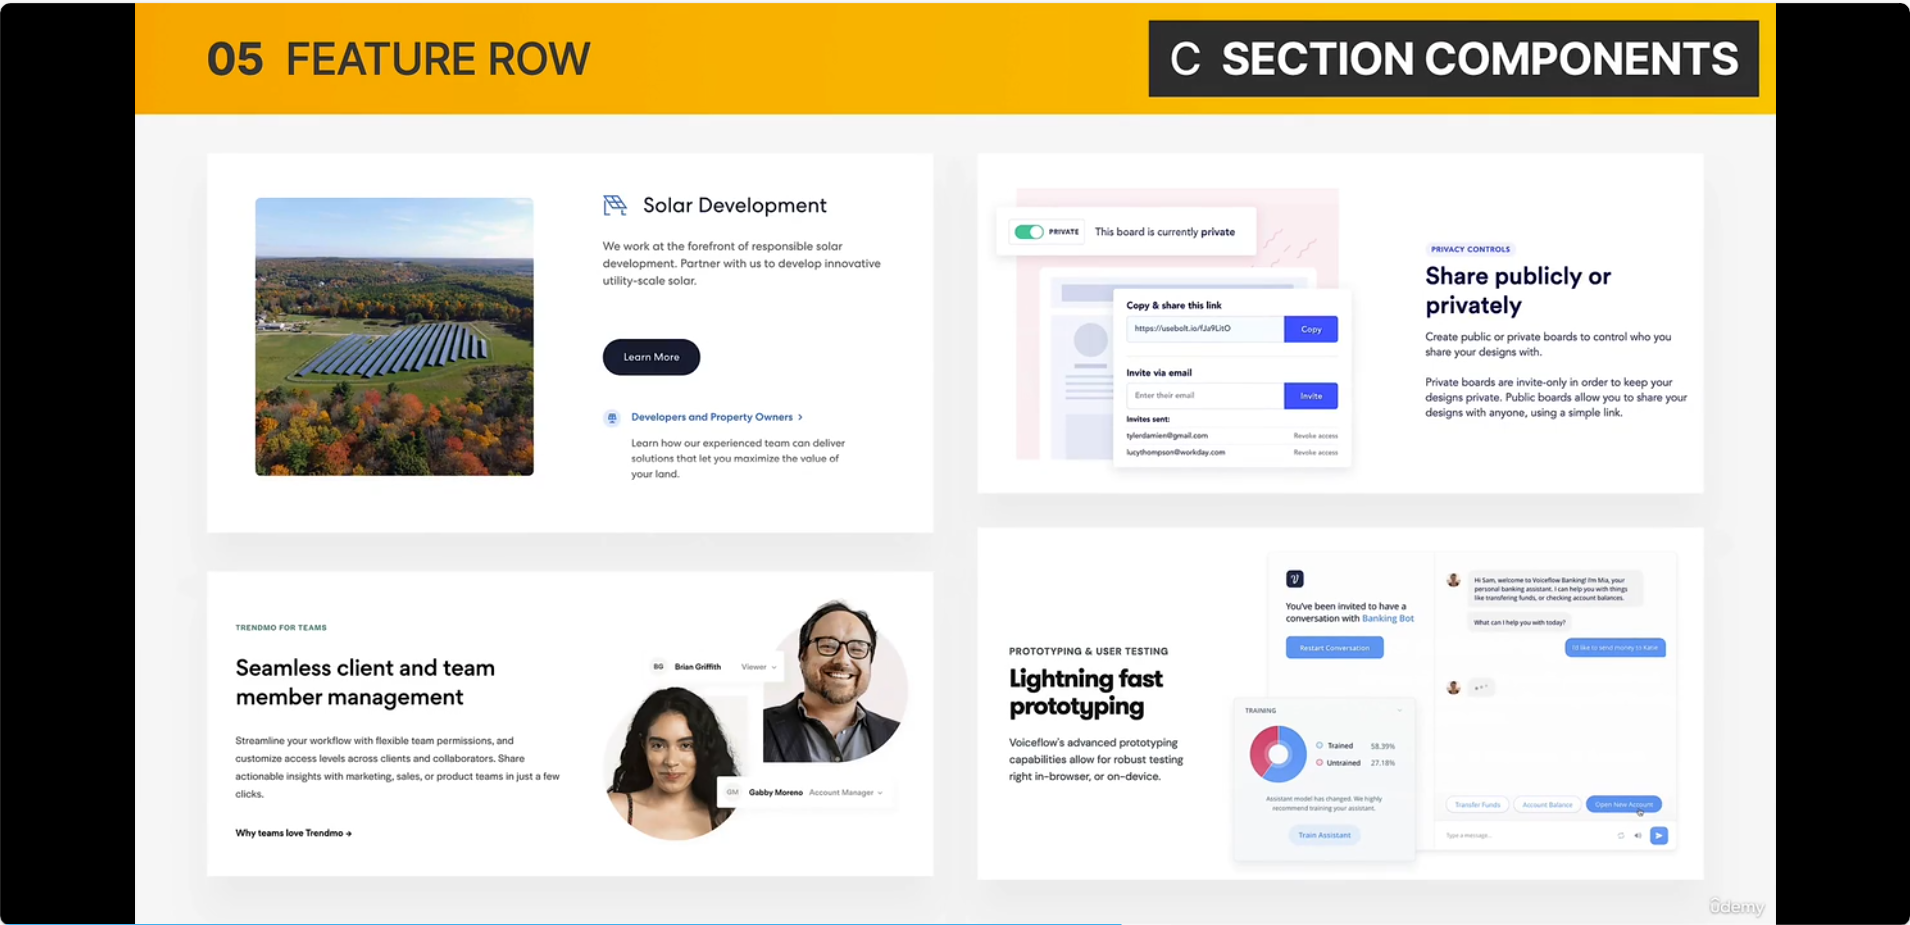 05 FEATURE ROW
C SECTION COMPONENTS
Solar Development
We work at the forefront of responsible solar
development. Partner with us to develop innovative
utility-scale solar.
Learn More
Developers and Property Owners >
Learn how our experienced team can deliver
solutions that let you maximize the value of
your land.
PRIVATE
This board is currently private
Copy & share this link
https://usebolt.io/fJa9LitO
Copy
Invite via email
Enter their email
Invite
Invites sent:
tylerdamien@gmail.com
Revoke access
lucythompson@workday.com
Revoke access
PRIVACY CONTROLS
Share publicly or
privately
Create public or private boards to control who you
share your designs with.
Private boards are invite-only in order to keep your
designs private. Public boards allow you to share your
designs with anyone, using a simple link.
TRENDMO FOR TEAMS
Seamless client and team
member management
Streamline your workflow with flexible team permissions, and
customize access levels across clients and collaborators. Share
actionable insights with marketing, sales, or product teams in just a few
clicks.
Why teams love Trendmo →
BG Brian Griffith Viewer
GM Gabby Moreno Account Manager
PROTOTYPING & USER TESTING
Lightning fast
prototyping
Voiceflow's advanced prototyping
capabilities allow for robust testing
right in-browser, or on-device.
V
You've been invited to have a
conversation with Banking Bot
Restart Conversation
TRAINING
Trained 58.39%
Untrained 27.18%
Assistant model has changed. We highly
recommend training your assistant.
Train Assistant
Hi Sam, welcome to Voiceflow Banking! I'm Mia, your
personal banking assistant. I can help you with things
like transfering funds, or checking account balances.
What can I help you with today?
I'd like to send money to Katie
Transfer Funds
Account Balance
Open New Account
Type a message...
ûdemy